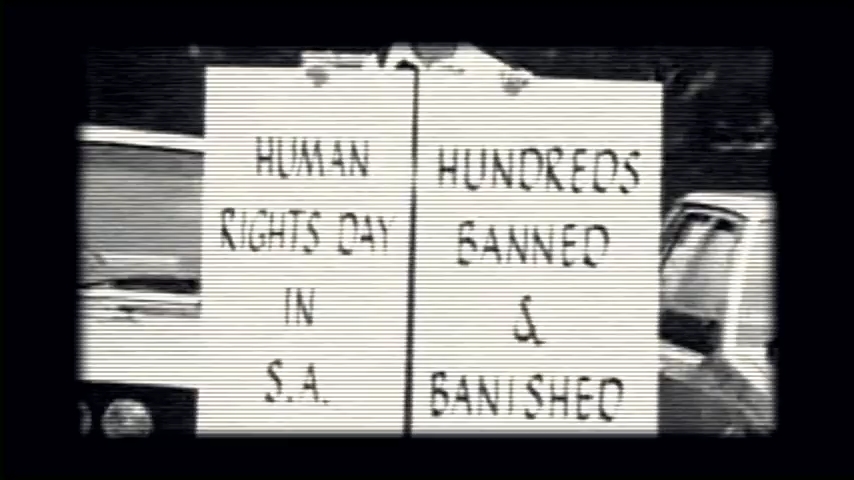 HUMAN
RIGHTS DAY
IN
S.A.
HUNDREDS
BANNED
&
BANISHED